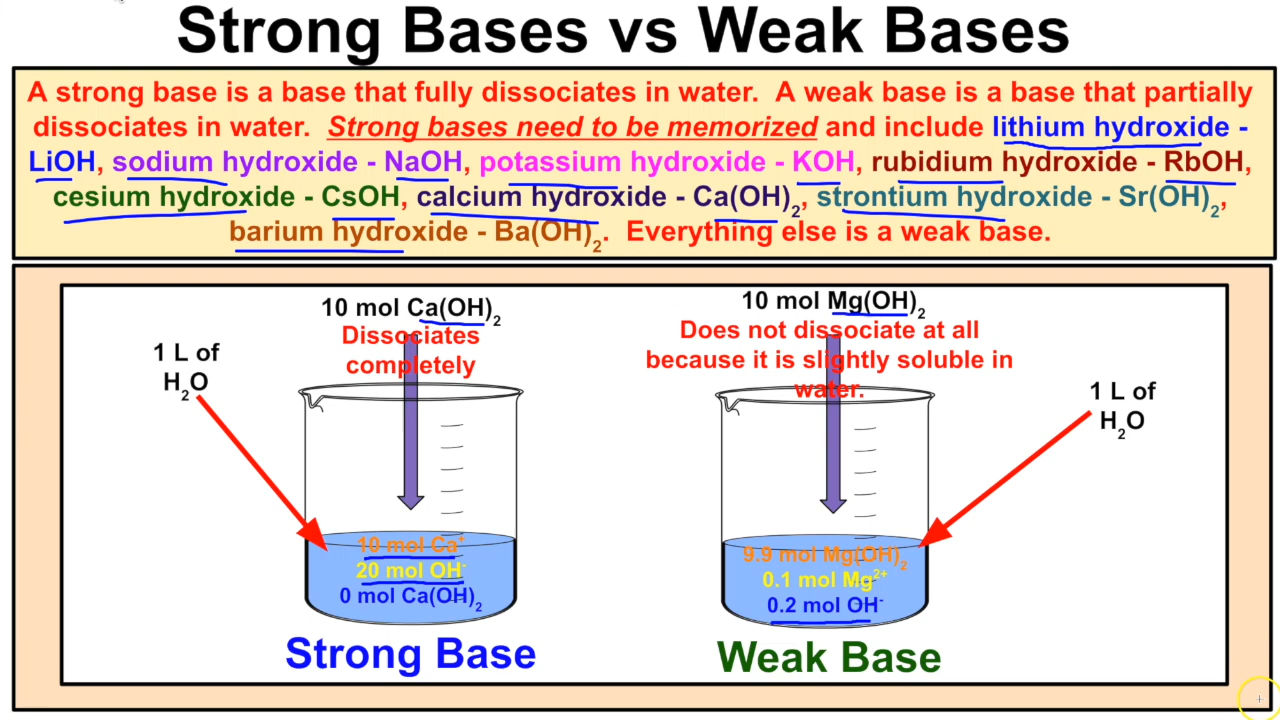 Strong Bases vs Weak Bases
A strong base is a base that fully dissociates in water. A weak base is a base that partially
dissociates in water. Strong bases need to be memorized and include lithium hydroxide -
LiOH, sodium hydroxide - NaOH, potassium hydroxide - KOH, rubidium hydroxide - RbOH,
cesium hydroxide - CsOH, calcium hydroxide - Ca(OH)₂, strontium hydroxide - Sr(OH)₂,
barium hydroxide - Ba(OH)₂. Everything else is a weak base.
10 mol Ca(OH)₂
Dissociates
completely
1 L of
H₂O
10 mol Ca⁺
20 mol OH⁻
0 mol Ca(OH)₂
Strong Base
10 mol Mg(OH)₂
Does not dissociate at all
because it is slightly soluble in
water.
1 L of
H₂O
9.9 mol Mg(OH)₂
0.1 mol Mg²⁺
0.2 mol OH⁻
Weak Base